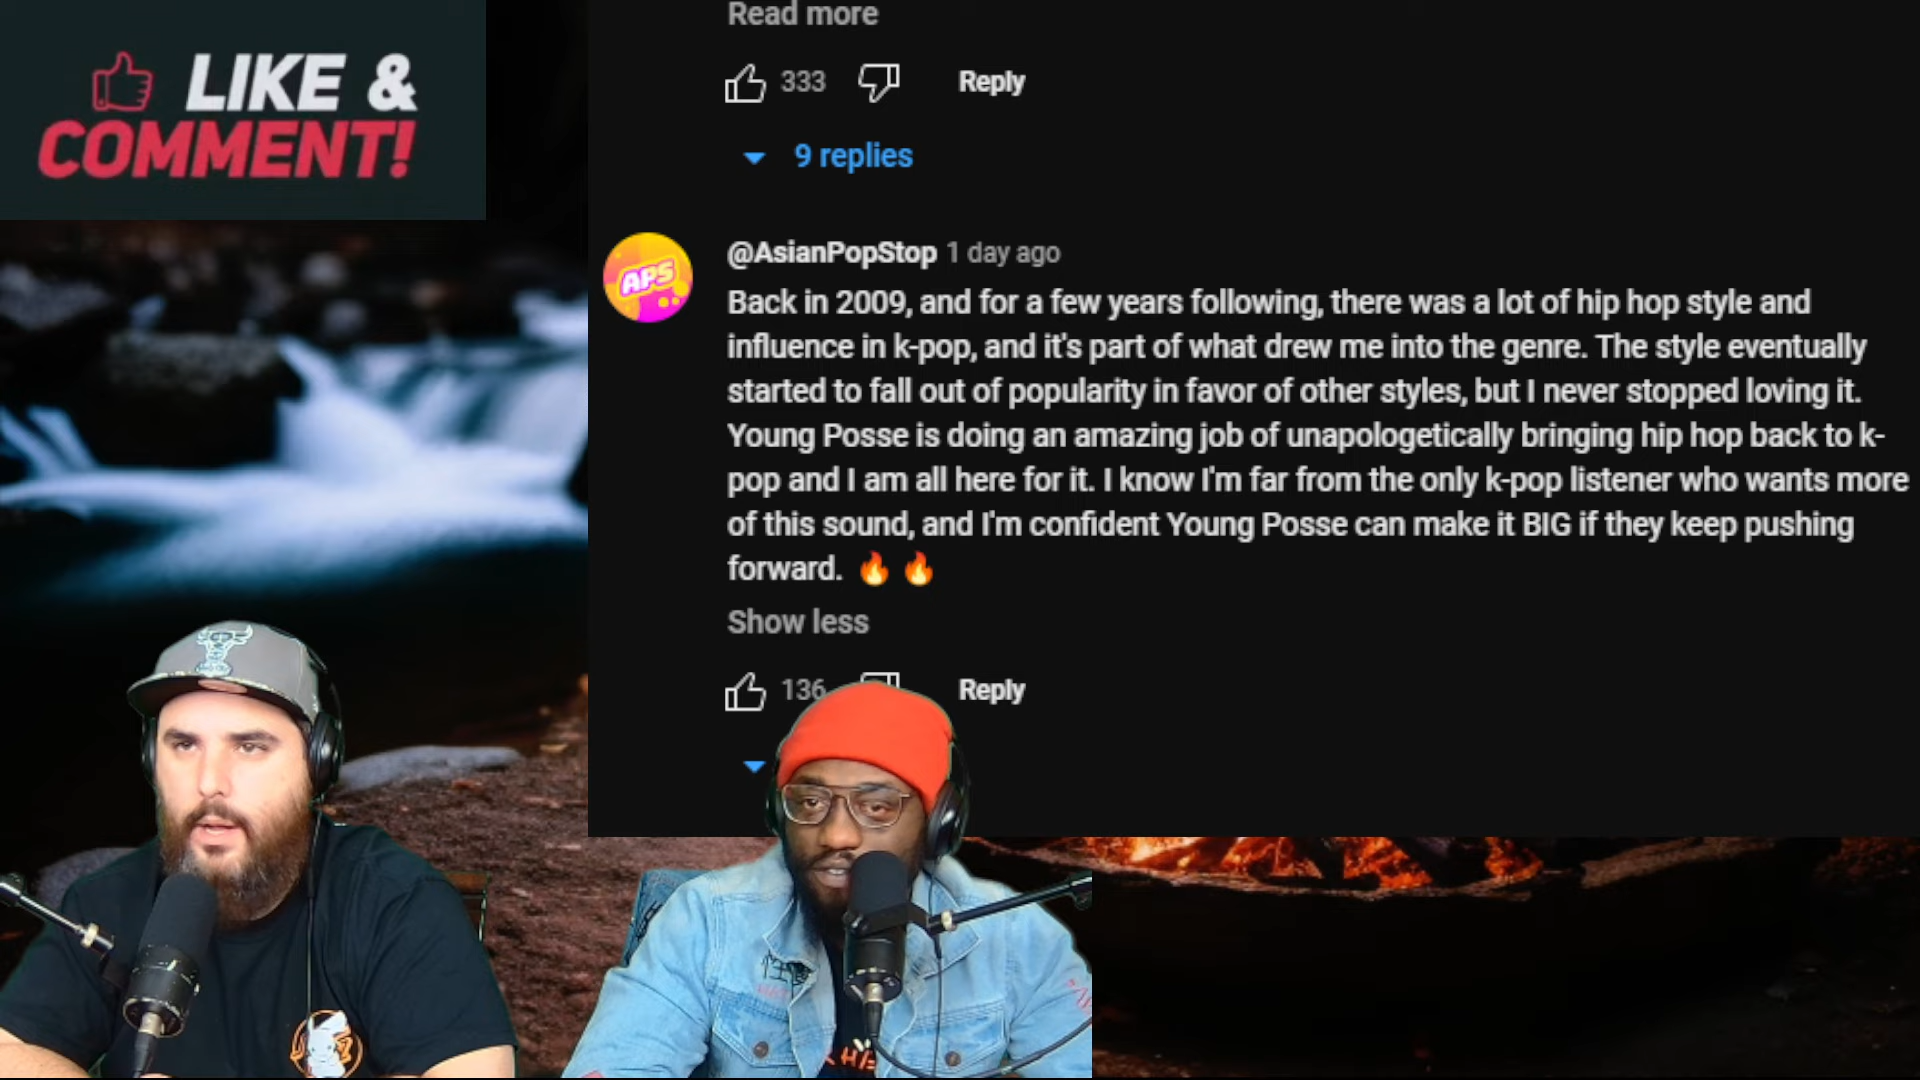 LIKE &
COMMENT!
Read more
333
Reply
9 replies
APS
@AsianPopStop 1 day ago
Back in 2009, and for a few years following, there was a lot of hip hop style and
influence in k-pop, and it's part of what drew me into the genre. The style eventually
started to fall out of popularity in favor of other styles, but I never stopped loving it.
Young Posse is doing an amazing job of unapologetically bringing hip hop back to k-
pop and I am all here for it. I know I'm far from the only k-pop listener who wants more
of this sound, and I'm confident Young Posse can make it BIG if they keep pushing
forward. 🔥 🔥
Show less
136
Reply